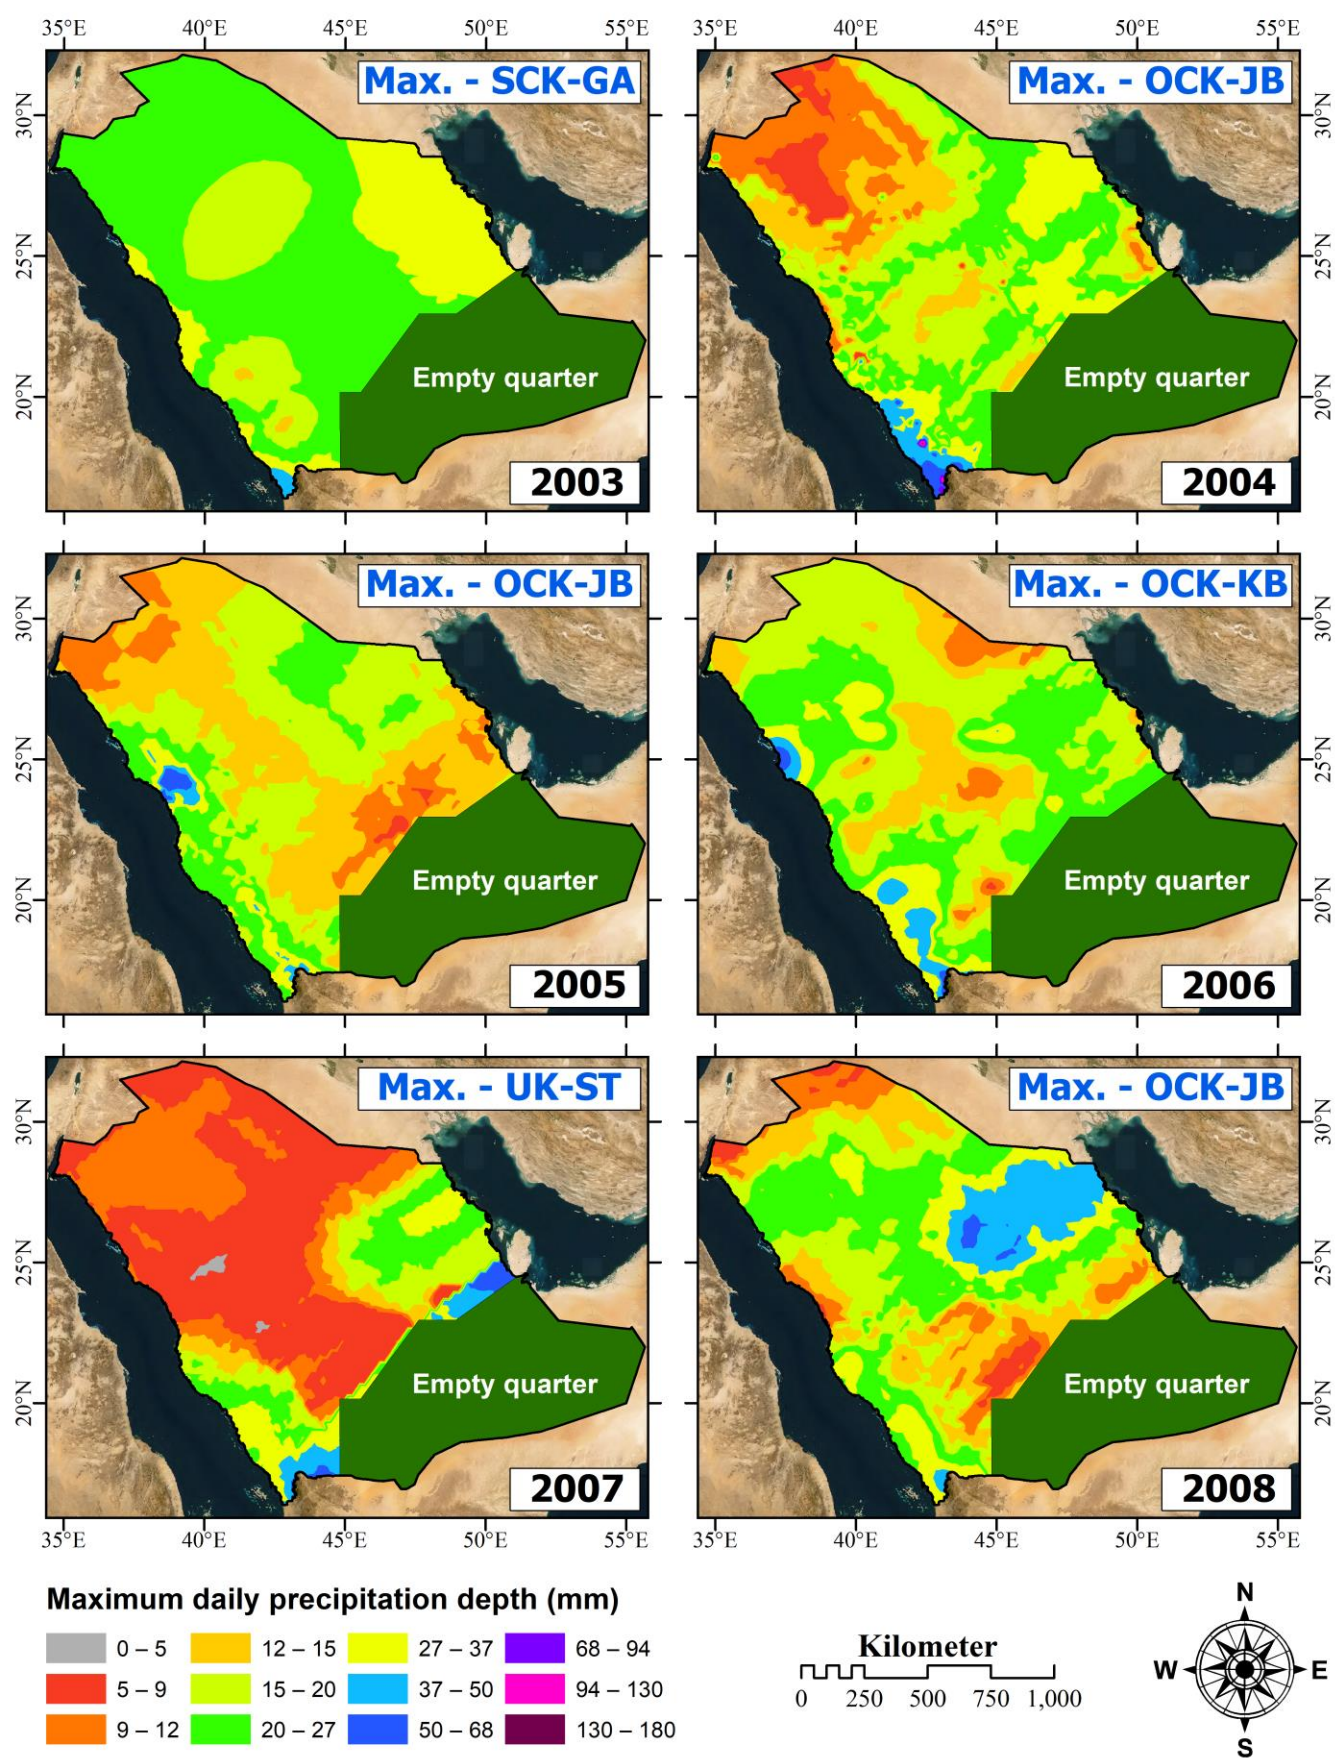 35°E 40°E 45°E 50°E 55°E 35°E 40°E 45°E 50°E 55°E
Max. - SCK-GA
Max. - OCK-JB
30°N 30°N
25°N 25°N
20°N 20°N
Empty quarter
Empty quarter
2003
2004
Max. - OCK-JB
Max. - OCK-KB
30°N 30°N
25°N 25°N
20°N 20°N
Empty quarter
Empty quarter
2005
2006
Max. - UK-ST
Max. - OCK-JB
30°N 30°N
25°N 25°N
20°N 20°N
Empty quarter
Empty quarter
2007
2008
35°E 40°E 45°E 50°E 55°E 35°E 40°E 45°E 50°E 55°E
Maximum daily precipitation depth (mm)
0 – 5 12 – 15 27 – 37 68 – 94
5 – 9 15 – 20 37 – 50 94 – 130
9 – 12 20 – 27 50 – 68 130 – 180
Kilometer
0 250 500 750 1,000
N
W E
S